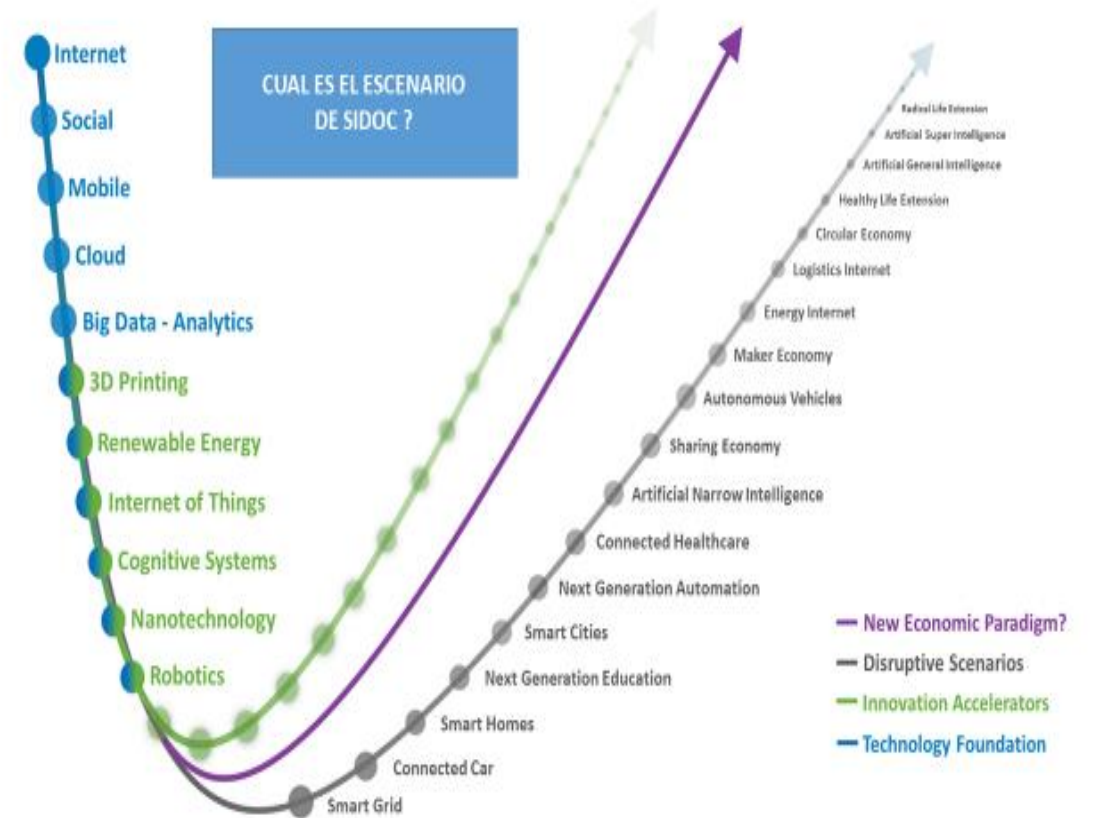 Internet
Social
Mobile
Cloud
Big Data - Analytics
3D Printing
Renewable Energy
Internet of Things
Cognitive Systems
Nanotechnology
Robotics
CUAL ES EL ESCENARIO
DE SIDOC ?
Radical Life Extension
Artificial Super Intelligence
Artificial General Intelligence
Healthy Life Extension
Circular Economy
Logistics Internet
Energy Internet
Maker Economy
Autonomous Vehicles
Sharing Economy
Artificial Narrow Intelligence
Connected Healthcare
Next Generation Automation
Smart Cities
Next Generation Education
Smart Homes
Connected Car
Smart Grid
New Economic Paradigm?
Disruptive Scenarios
Innovation Accelerators
Technology Foundation